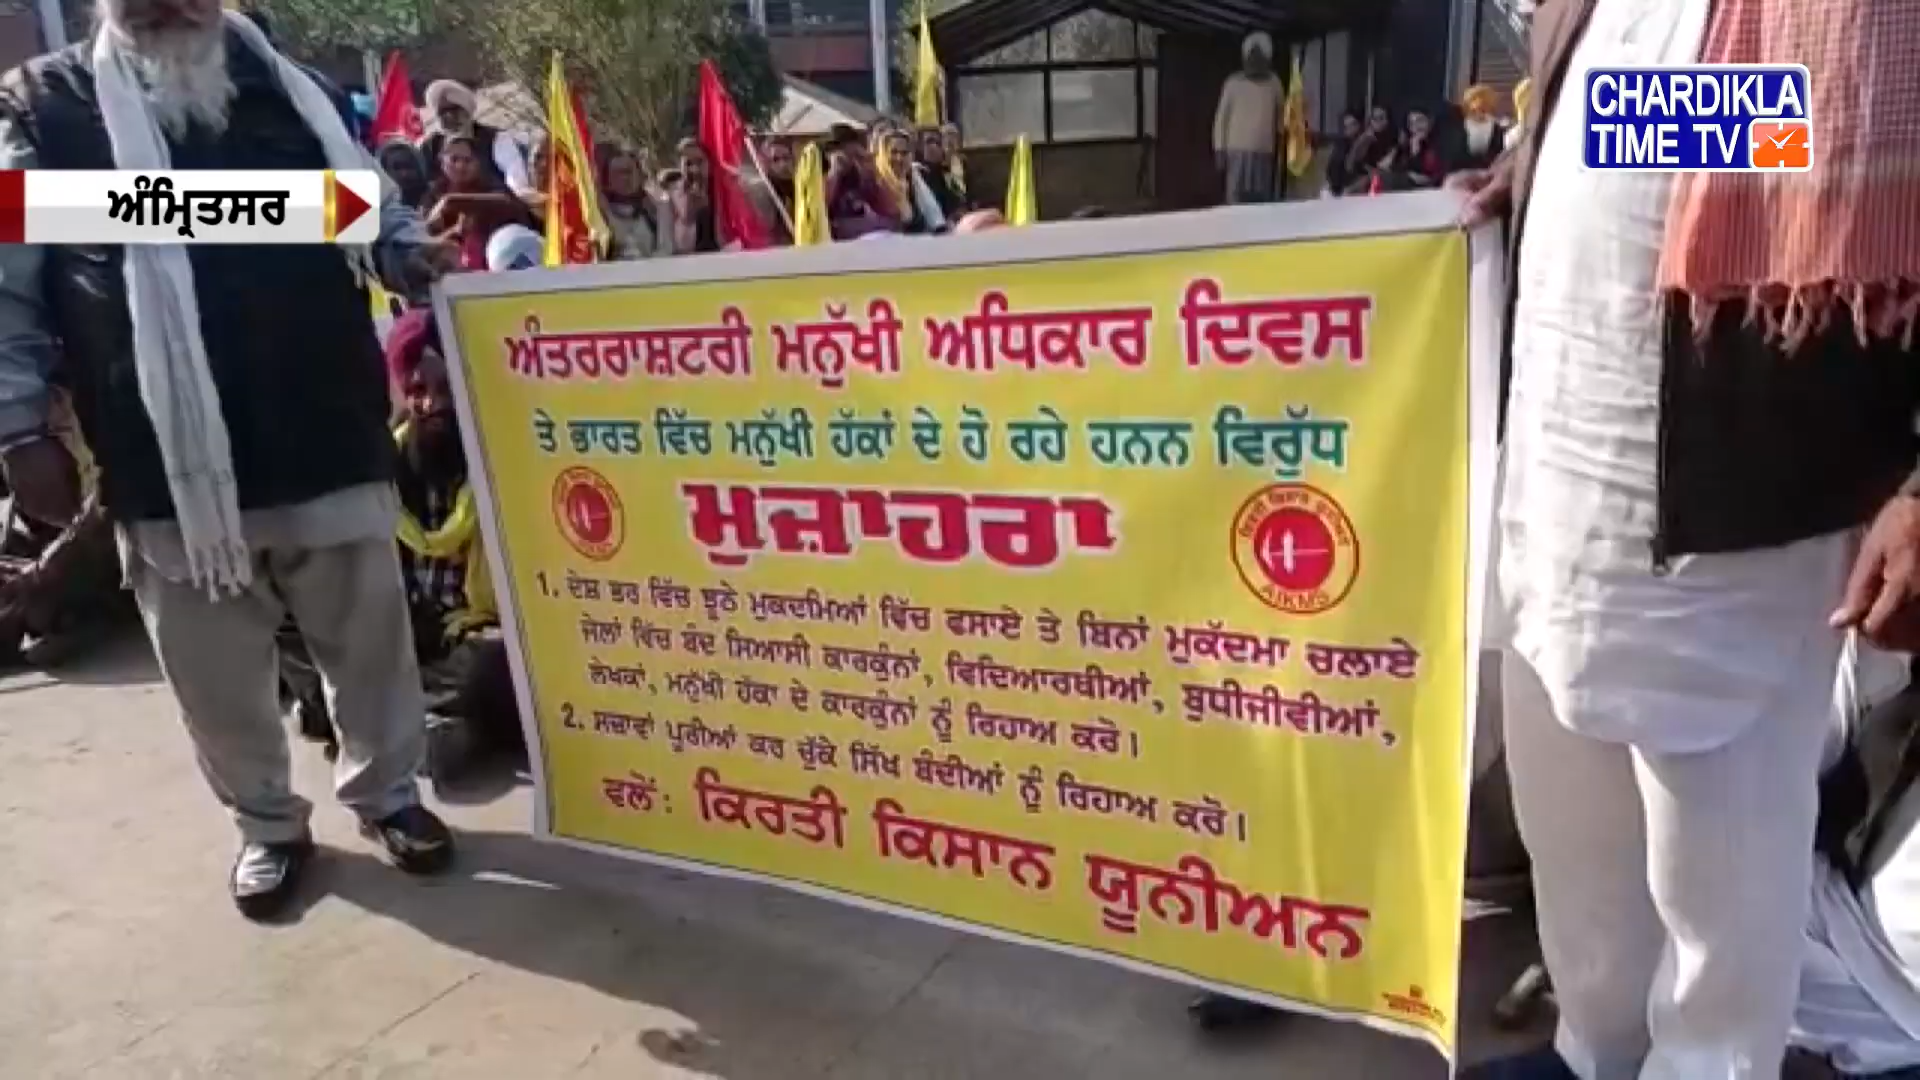 CHARDIKLA
TIME TV
ਅੰਮ੍ਰਿਤਸਰ
ਅੰਤਰਰਾਸ਼ਟਰੀ ਮਨੁੱਖੀ ਅਧਿਕਾਰ ਦਿਵਸ
ਤੇ ਭਾਰਤ ਵਿੱਚ ਮਨੁੱਖੀ ਹੱਕਾਂ ਦੇ ਹੋ ਰਹੇ ਹਨਨ ਵਿਰੁੱਧ
ਮੁਜ਼ਾਹਰਾ
AIKMS
1. ਦੇਸ਼ ਭਰ ਵਿੱਚ ਝੂਠੇ ਮੁਕਦਮਿਆਂ ਵਿੱਚ ਫਸਾਏ ਤੇ ਬਿਨਾਂ ਮੁਕੱਦਮਾ ਚਲਾਏ
ਜੇਲਾਂ ਵਿੱਚ ਬੰਦ ਸਿਆਸੀ ਕਾਰਕੁੰਨਾਂ, ਵਿਦਿਆਰਥੀਆਂ, ਬੁਧੀਜੀਵੀਆਂ,
ਲੇਖਕਾਂ, ਮਨੁੱਖੀ ਹੱਕਾ ਦੇ ਕਾਰਕੁੰਨਾਂ ਨੂੰ ਰਿਹਾਅ ਕਰੋ।
2. ਸਜ਼ਾਵਾਂ ਪੂਰੀਆਂ ਕਰ ਚੁੱਕੇ ਸਿੱਖ ਬੰਦੀਆਂ ਨੂੰ ਰਿਹਾਅ ਕਰੋ।
ਵਲੋਂ: ਕਿਰਤੀ ਕਿਸਾਨ ਯੂਨੀਅਨ